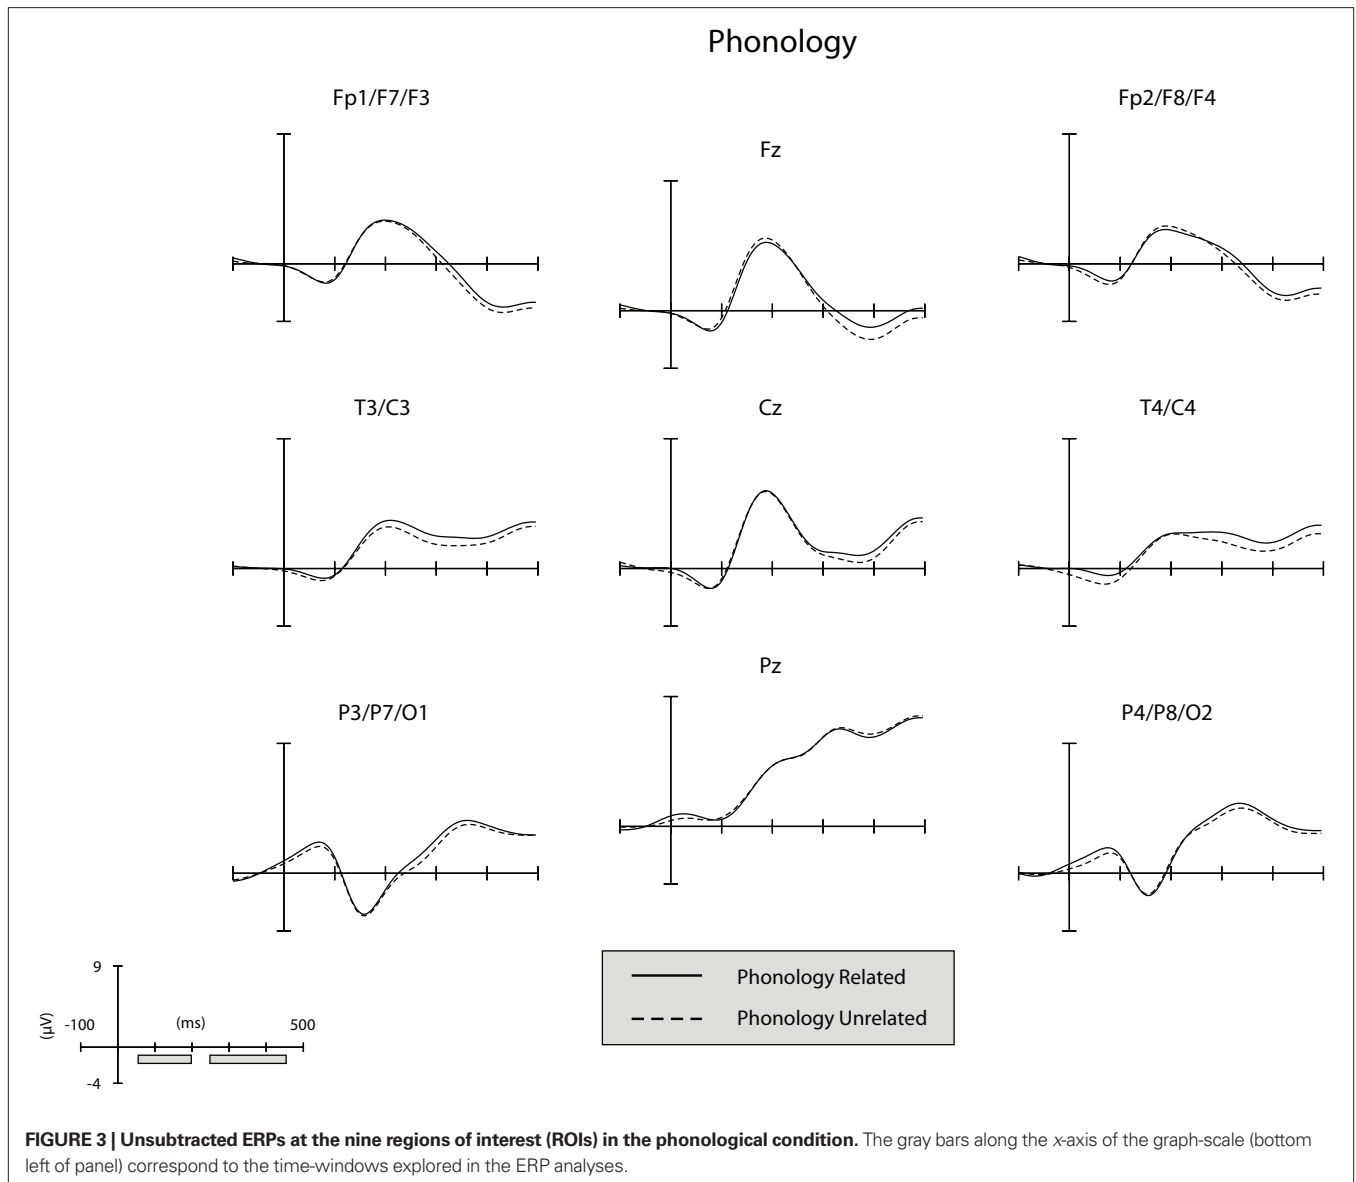 Phonology
Fp1/F7/F3
Fz
Fp2/F8/F4
T3/C3
Cz
T4/C4
P3/P7/O1
Pz
P4/P8/O2
9
(µV)
-100
(ms)
500
-4
Phonology Related
Phonology Unrelated
FIGURE 3 | Unsubtracted ERPs at the nine regions of interest (ROIs) in the phonological condition. The gray bars along the x-axis of the graph-scale (bottom
left of panel) correspond to the time-windows explored in the ERP analyses.